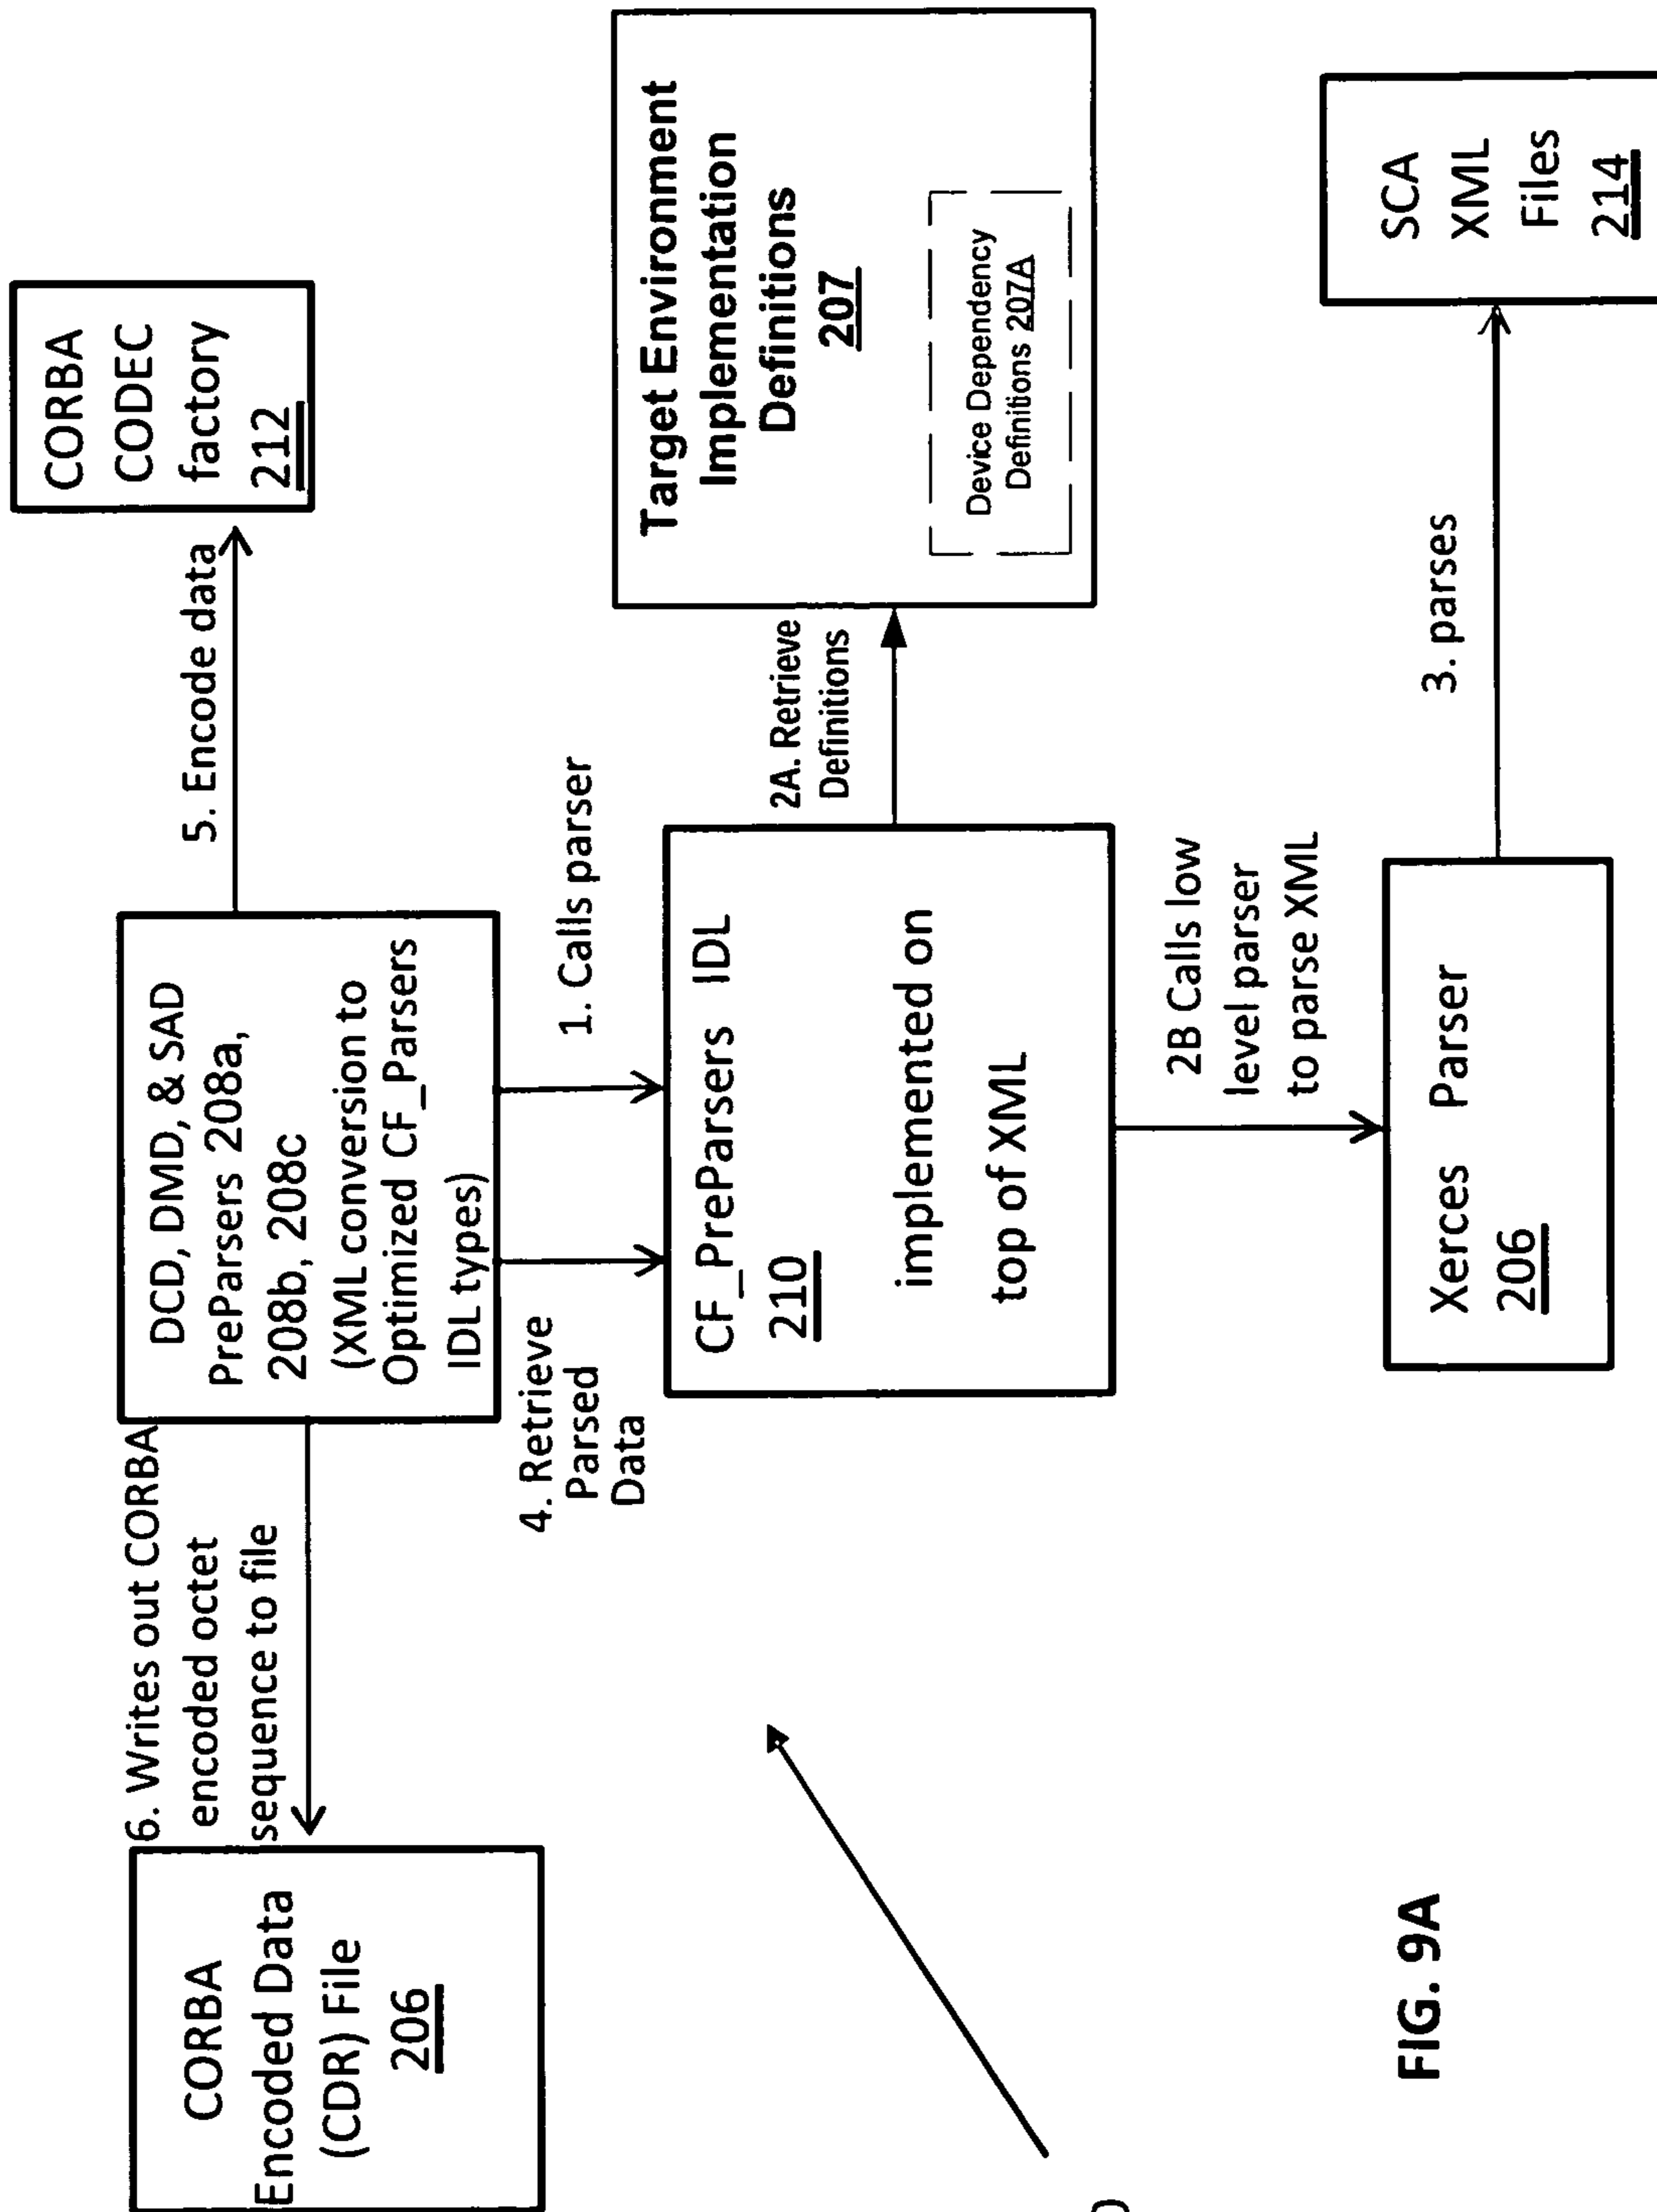 6. Writes out CORBA
encoded octet
sequence to file
CORBA
Encoded Data
(CDR) File
206
DCD, DMD, & SAD
PreParsers 208a,
208b, 208c
(XML conversion to
Optimized CF_Parsers
IDL types)
5. Encode data
CORBA
CODEC
factory
212
4. Retrieve
Parsed
Data
1. Calls parser
CF_PreParsers IDL
210
implemented on
top of XML
2A. Retrieve
Definitions
Target Environment
Implementation
Definitions
207
Device Dependency
Definitions 207A
2B Calls low
level parser
to parse XML
Xerces Parser
206
3. parses
SCA
XML
Files
214
FIG. 9A